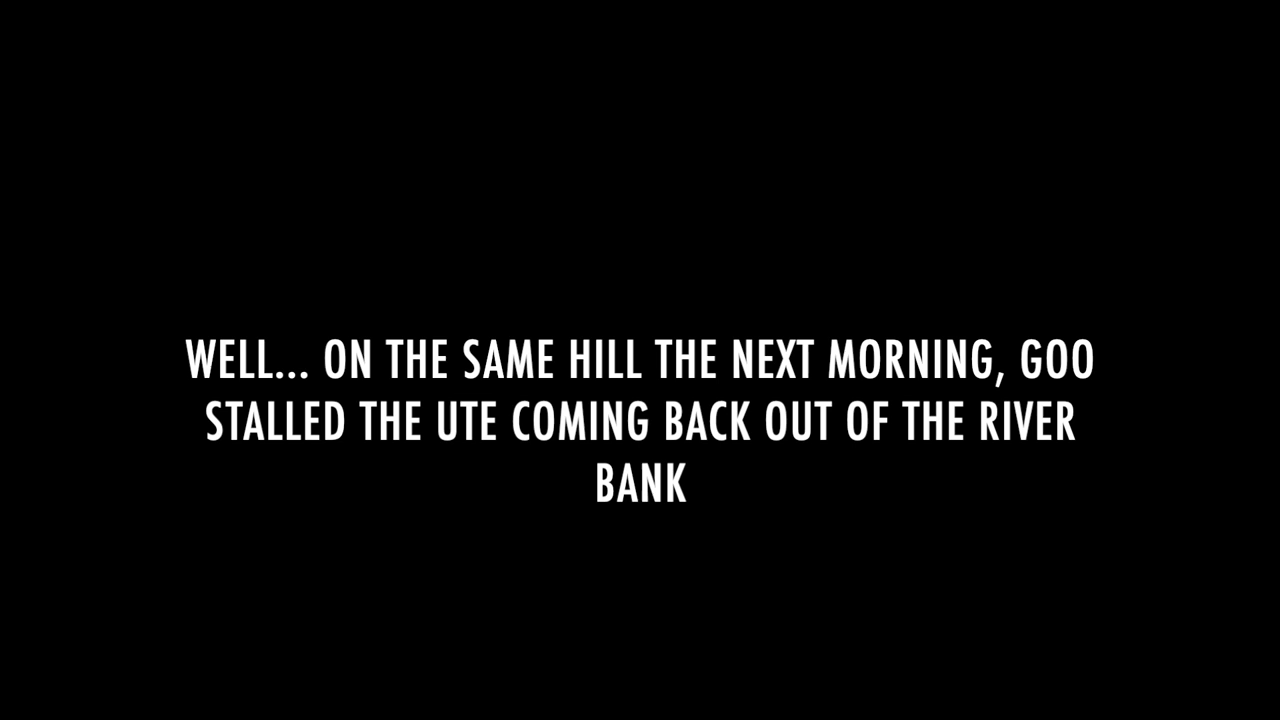 WELL... ON THE SAME HILL THE NEXT MORNING, GOO
STALLED THE UTE COMING BACK OUT OF THE RIVER
BANK